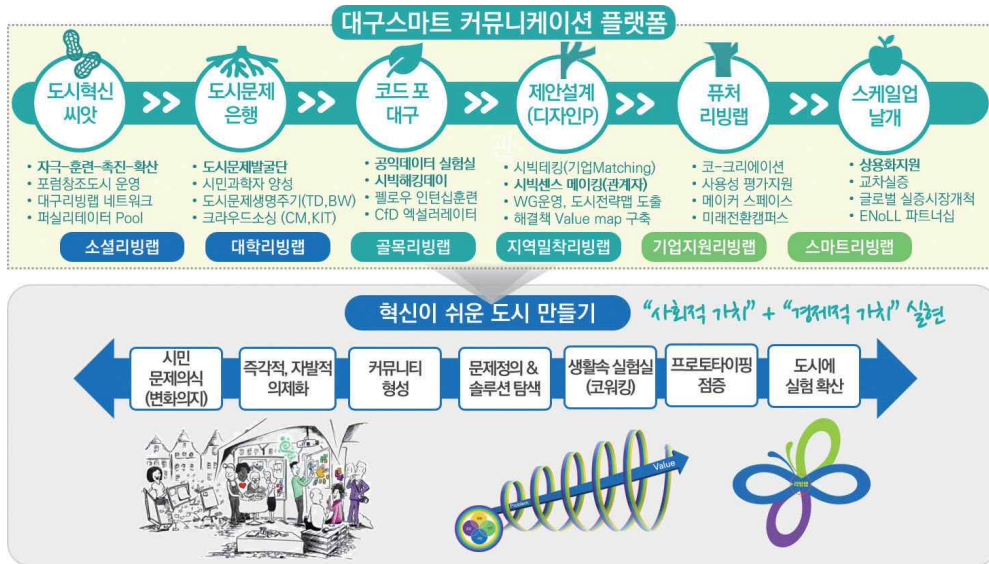 대구스마트 커뮤니케이션 플랫폼
도시혁신
씨앗
도시문제
은행
코드 포
대구
제안설계
(디자인P)
퓨처
리빙랩
스케일업
날개
• 자극-훈련-촉진-확산
• 포럼창조도시 운영
• 대구리빙랩 네트워크
• 퍼실리테이터 Pool
• 도시문제발굴단
• 시민과학자 양성
• 도시문제생명주기(TD,BW)
• 크라우드소싱 (CM,KIT)
• 공익데이터 실험실
• 시빅해킹데이
• 펠로우 인턴십훈련
• CfD 엑셀러레이터
• 시빅테킹(기업Matching)
• 시빅센스 메이킹(관계자)
• WG운영, 도시전략맵 도출
• 해결책 Value map 구축
• 코-크리에이션
• 사용성 평가지원
• 메이커 스페이스
• 미래전환캠퍼스
• 상용화지원
• 교차실증
• 글로벌 실증시장개척
• ENoLL 파트너십
소셜리빙랩
대학리빙랩
골목리빙랩
지역밀착리빙랩
기업지원리빙랩
스마트리빙랩
혁신이 쉬운 도시 만들기
“사회적 가치” + “경제적 가치” 실현
시민
문제의식
(변화의지)
즉각적, 자발적
의제화
커뮤니티
형성
문제정의 &
솔루션 탐색
생활속 실험실
(코워킹)
프로토타이핑
점증
도시에
실험 확산
Problem
Value
리빙랩